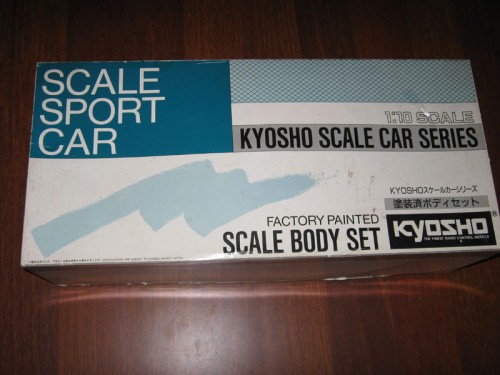 SCALE
SPORT
CAR
1:10 SCALE
KYOSHO SCALE CAR SERIES
KYOSHOスケールカーシリーズ
塗装済ボディセット
FACTORY PAINTED
SCALE BODY SET
KYOSHO®
THE FINEST RADIO CONTROL MODELS